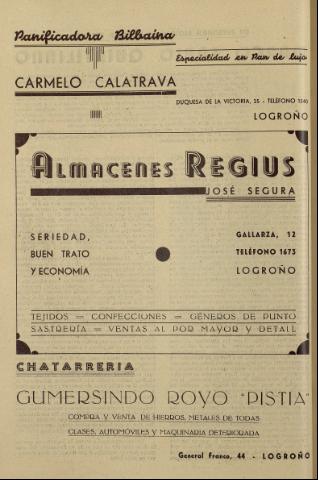 Panificadora Bilbaina
Especialidad en Pan de lujo
CARMELO CALATRAVA
DUQUESA DE LA VICTORIA, 25 - TELÉFONO
LOGROÑO
ALMACENES REGIUS
JOSÉ SEGURA
SERIEDAD,
BUEN TRATO
Y ECONOMÍA
GALLARZA, 12
TELÉFONO 1673
LOGROÑO
TEJIDOS = CONFECCIONES = GÉNEROS DE PUNTO
SASTRERÍA = VENTAS AL POR MAYOR Y DETALL
CHATARRERIA
GUMERSINDO ROYO "PISTIA"
COMPRA Y VENTA DE HIERROS, METALES DE TODAS
CLASES, AUTOMÓVILES Y MAQUINARIA DETERIORADA
General Franco, 44 - LOGROÑO